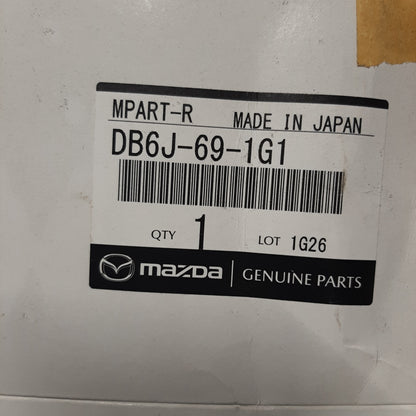 MPART-R MADE IN JAPAN
DB6J-69-1G1
QTY 1 LOT 1G26
mazda GENUINE PARTS